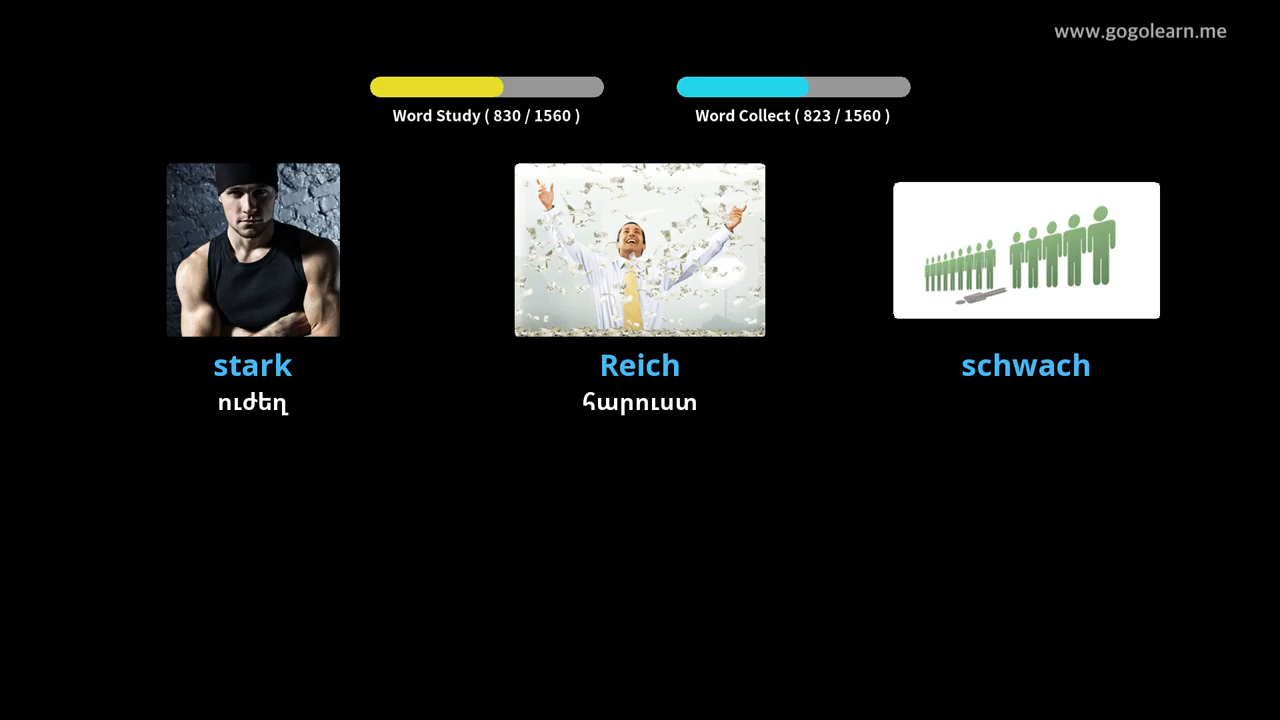 www.gogolearn.me
Word Study ( 830 / 1560 )
Word Collect ( 823 / 1560 )
stark
Reich
schwach
ուժեղ
հարուստ